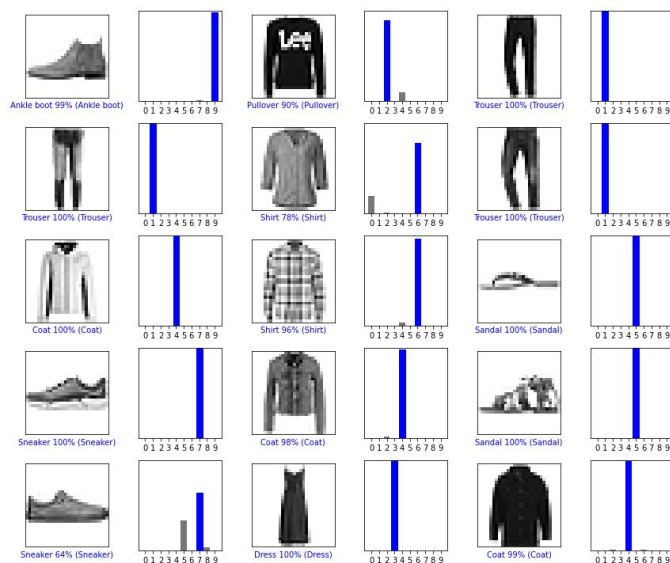 Lee
Ankle boot 99% (Ankle boot)
0 1 2 3 4 5 6 7 8 9
Pullover 90% (Pullover)
0 1 2 3 4 5 6 7 8 9
Trouser 100% (Trouser)
0 1 2 3 4 5 6 7 8 9
Trouser 100% (Trouser)
0 1 2 3 4 5 6 7 8 9
Shirt 78% (Shirt)
0 1 2 3 4 5 6 7 8 9
Trouser 100% (Trouser)
0 1 2 3 4 5 6 7 8 9
Coat 100% (Coat)
0 1 2 3 4 5 6 7 8 9
Shirt 96% (Shirt)
0 1 2 3 4 5 6 7 8 9
Sandal 100% (Sandal)
0 1 2 3 4 5 6 7 8 9
Sneaker 100% (Sneaker)
0 1 2 3 4 5 6 7 8 9
Coat 98% (Coat)
0 1 2 3 4 5 6 7 8 9
Sandal 100% (Sandal)
0 1 2 3 4 5 6 7 8 9
Sneaker 64% (Sneaker)
0 1 2 3 4 5 6 7 8 9
Dress 100% (Dress)
0 1 2 3 4 5 6 7 8 9
Coat 99% (Coat)
0 1 2 3 4 5 6 7 8 9